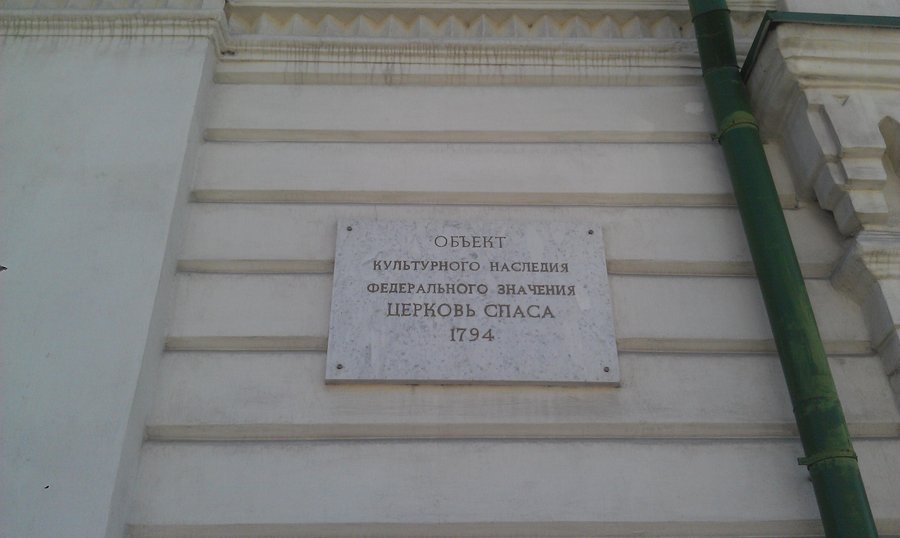 ОБЪЕКТ
КУЛЬТУРНОГО НАСЛЕДИЯ
ФЕДЕРАЛЬНОГО ЗНАЧЕНИЯ
ЦЕРКОВЬ СПАСА
1794